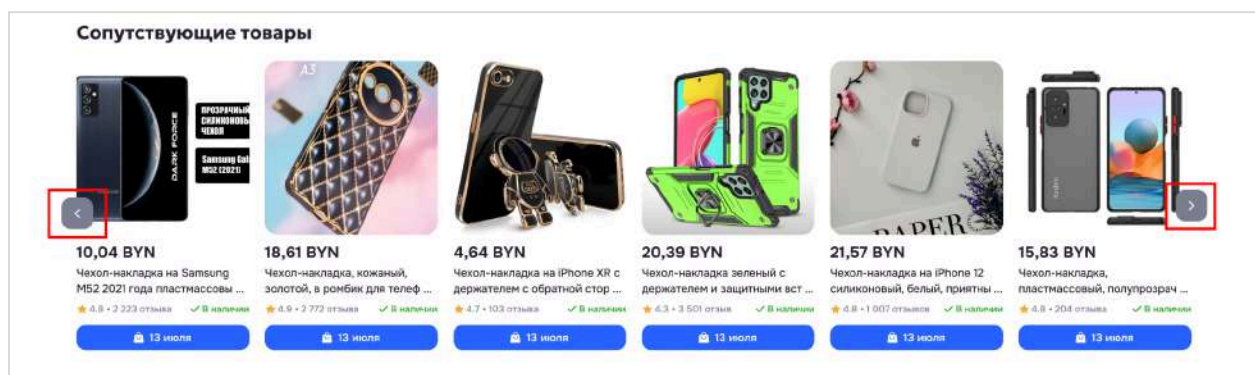 Сопутствующие товары
A3
DARK FORCE
ПРОЗРАЧНЫЙ
СИЛИКОНОВЫ
ЧЕХОЛ
Samsung Gal
M52 (2021)
PAPER
10,04 BYN
Чехол-накладка на Samsung
M52 2021 года пластмассовы ...
4.8 • 2 223 отзыва
В наличии
13 июля
18,61 BYN
Чехол-накладка, кожаный,
золотой, в ромбик для телеф ...
4.9 • 2 772 отзыва
В наличии
13 июля
4,64 BYN
Чехол-накладка на iPhone XR с
держателем с обратной стор ...
4.7 • 103 отзыва
В наличии
13 июля
20,39 BYN
Чехол-накладка зеленый с
держателем и защитными вст ...
4.3 • 3 501 отзыв
В наличии
13 июля
21,57 BYN
Чехол-накладка на iPhone 12
силиконовый, белый, приятны ...
4.8 • 1 007 отзывов
В наличии
13 июля
15,83 BYN
Чехол-накладка,
пластмассовый, полупрозрач ...
4.8 • 204 отзыва
В наличии
13 июля